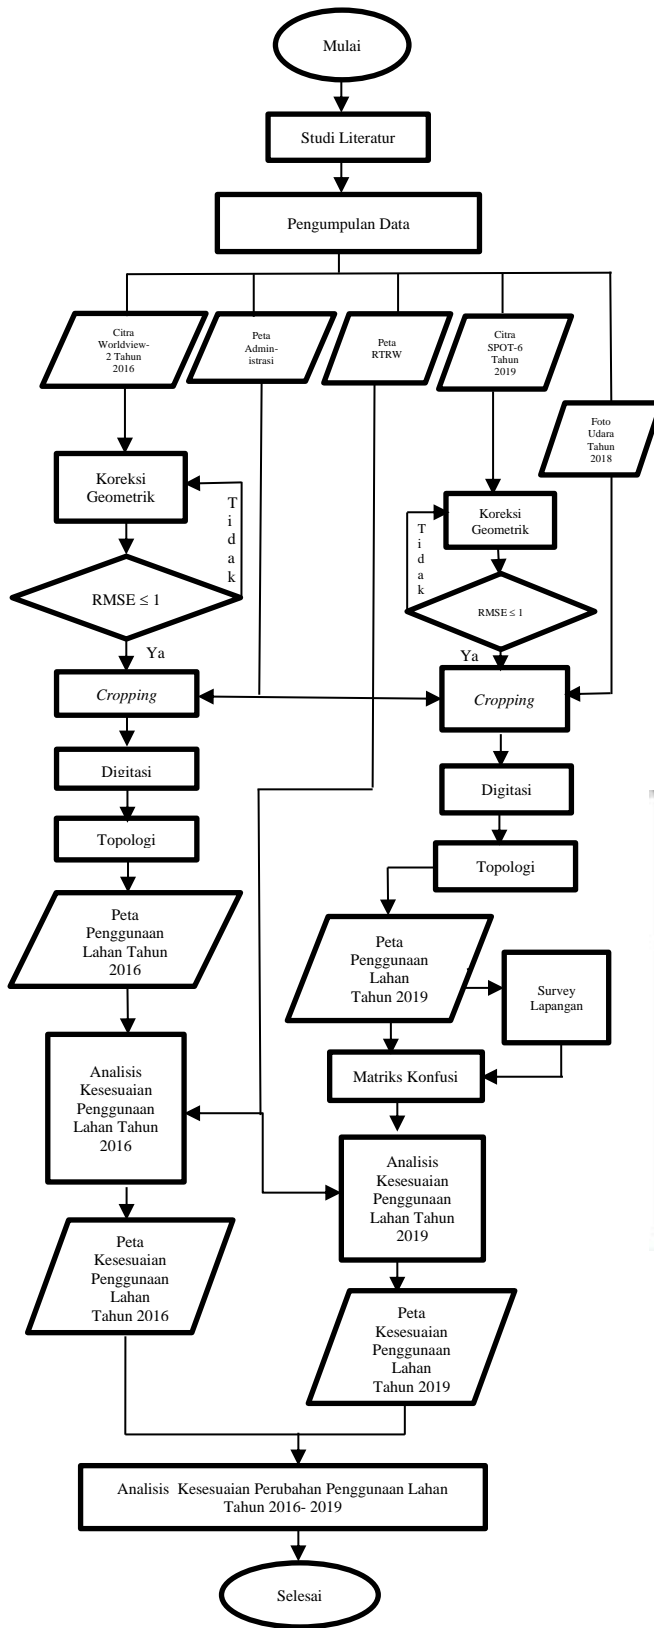 Mulai
Studi Literatur
Pengumpulan Data
Citra
Worldview-
2 Tahun
2016
Peta
Admin-
istrasi
Peta
RTRW
Citra
SPOT-6
Tahun
2019
Foto
Udara
Tahun
2018
Koreksi
Geometrik
T
i
d
a
k
RMSE ≤ 1
Ya
Cropping
Digitasi
Topologi
Peta
Penggunaan
Lahan Tahun
2016
Analisis
Kesesuaian
Penggunaan
Lahan Tahun
2016
Peta
Kesesuaian
Penggunaan
Lahan
Tahun 2016
Koreksi
Geometrik
T
i
d
a
k
RMSE ≤ 1
Ya
Cropping
Digitasi
Topologi
Peta
Penggunaan
Lahan
Tahun 2019
Survey
Lapangan
Matriks Konfusi
Analisis
Kesesuaian
Penggunaan
Lahan Tahun
2019
Peta
Kesesuaian
Penggunaan
Lahan
Tahun 2019
Analisis Kesesuaian Perubahan Penggunaan Lahan
Tahun 2016- 2019
Selesai